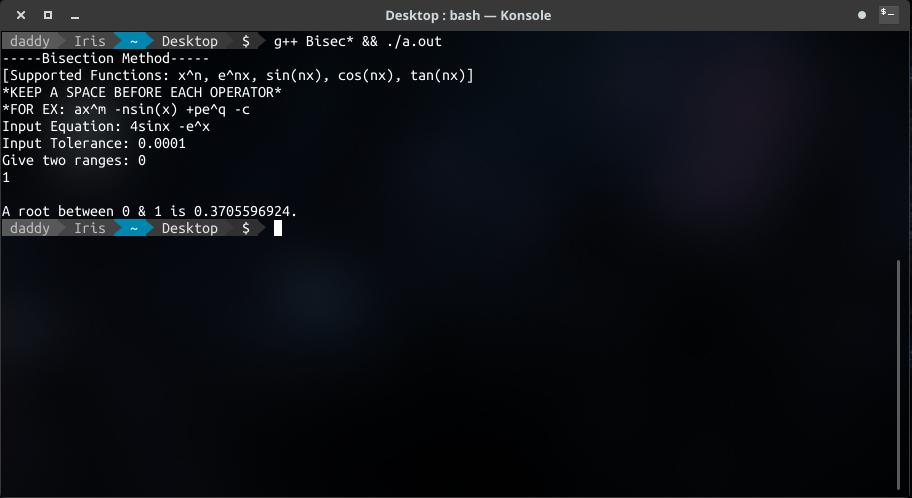 Desktop : bash — Konsole
daddy Iris ~ Desktop $ g++ Bisec* && ./a.out
-----Bisection Method-----
[Supported Functions: x^n, e^nx, sin(nx), cos(nx), tan(nx)]
*KEEP A SPACE BEFORE EACH OPERATOR*
*FOR EX: ax^m -nsin(x) +pe^q -c
Input Equation: 4sinx -e^x
Input Tolerance: 0.0001
Give two ranges: 0
1
A root between 0 & 1 is 0.3705596924.
daddy Iris ~ Desktop $